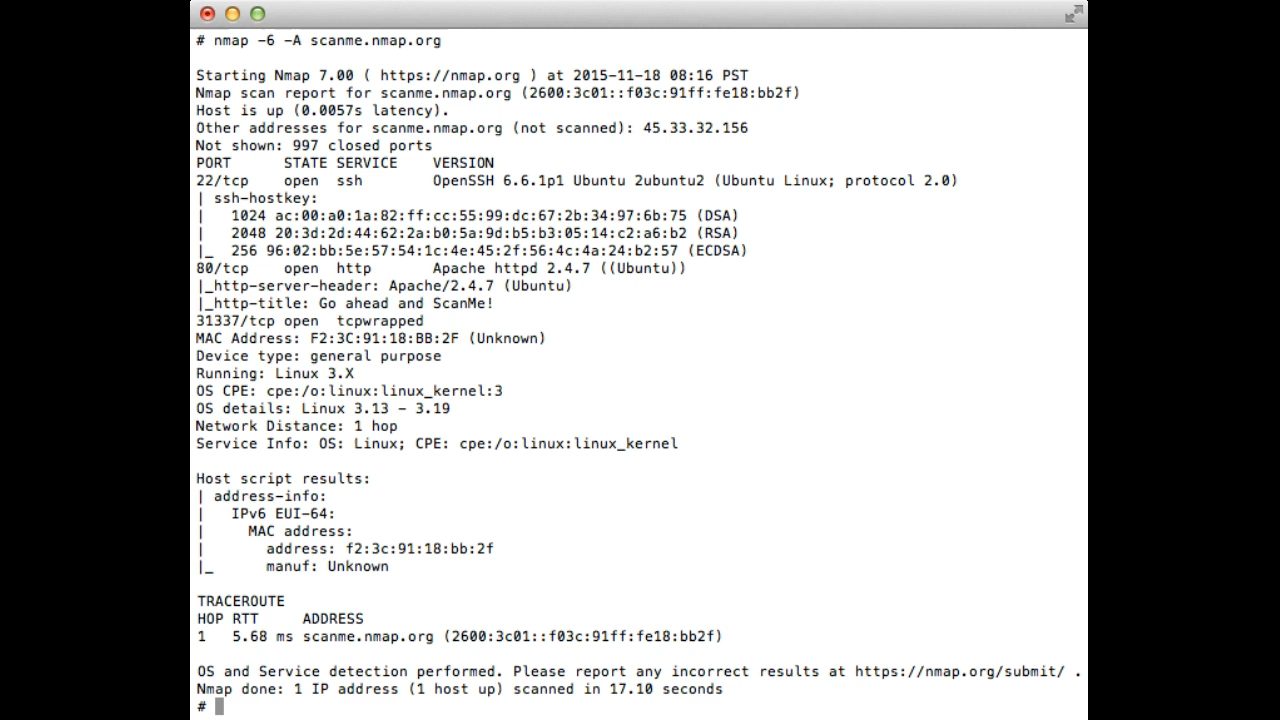 # nmap -6 -A scanme.nmap.org
Starting Nmap 7.00 ( https://nmap.org ) at 2015-11-18 08:16 PST
Nmap scan report for scanme.nmap.org (2600:3c01::f03c:91ff:fe18:bb2f)
Host is up (0.0057s latency).
Other addresses for scanme.nmap.org (not scanned): 45.33.32.156
Not shown: 997 closed ports
PORT      STATE SERVICE    VERSION
22/tcp    open  ssh        OpenSSH 6.6.1p1 Ubuntu 2ubuntu2 (Ubuntu Linux; protocol 2.0)
| ssh-hostkey:
|   1024 ac:00:a0:1a:82:ff:cc:55:99:dc:67:2b:34:97:6b:75 (DSA)
|   2048 20:3d:2d:44:62:2a:b0:5a:9d:b5:b3:05:14:c2:a6:b2 (RSA)
|_  256 96:02:bb:5e:57:54:1c:4e:45:2f:56:4c:4a:24:b2:57 (ECDSA)
80/tcp    open  http       Apache httpd 2.4.7 ((Ubuntu))
|_http-server-header: Apache/2.4.7 (Ubuntu)
|_http-title: Go ahead and ScanMe!
31337/tcp open  tcpwrapped
MAC Address: F2:3C:91:18:BB:2F (Unknown)
Device type: general purpose
Running: Linux 3.X
OS CPE: cpe:/o:linux:linux_kernel:3
OS details: Linux 3.13 - 3.19
Network Distance: 1 hop
Service Info: OS: Linux; CPE: cpe:/o:linux:linux_kernel
Host script results:
| address-info:
|   IPv6 EUI-64:
|     MAC address:
|       address: f2:3c:91:18:bb:2f
|_      manuf: Unknown
TRACEROUTE
HOP RTT     ADDRESS
1   5.68 ms scanme.nmap.org (2600:3c01::f03c:91ff:fe18:bb2f)
OS and Service detection performed. Please report any incorrect results at https://nmap.org/submit/ .
Nmap done: 1 IP address (1 host up) scanned in 17.10 seconds
#